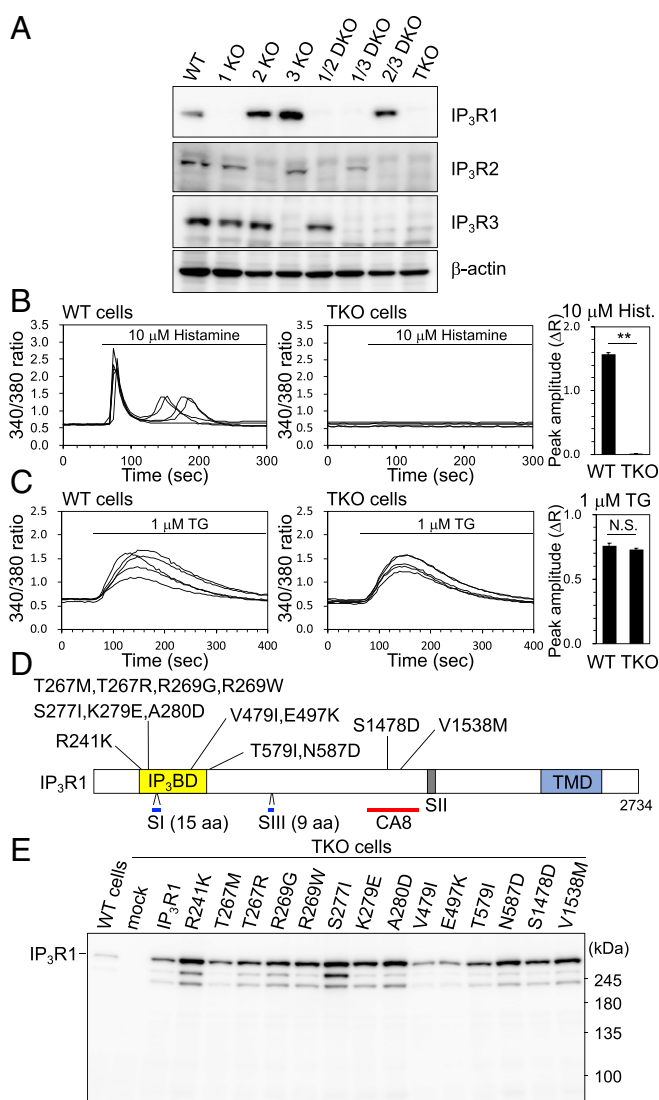 A
WT 1 KO 2 KO 3 KO 1/2 DKO 1/3 DKO 2/3 DKO TKO
IP3R1
IP3R2
IP3R3
β-actin
B
WT cells
10 μM Histamine
340/380 ratio
3.5
3.0
2.5
2.0
1.5
1.0
0.5
0.0
0 100 200 300
Time (sec)
TKO cells
10 μM Histamine
340/380 ratio
3.5
3.0
2.5
2.0
1.5
1.0
0.5
0.0
0 100 200 300
Time (sec)
10 μM Hist.
Peak amplitude (ΔR)
2.0
1.0
0.0
**
WT TKO
C
WT cells
1 μM TG
340/380 ratio
2.5
2.0
1.5
1.0
0.5
0.0
0 100 200 300 400
Time (sec)
TKO cells
1 μM TG
340/380 ratio
2.5
2.0
1.5
1.0
0.5
0.0
0 100 200 300 400
Time (sec)
1 μM TG
Peak amplitude (ΔR)
1.0
0.5
0.0
N.S.
WT TKO
D
T267M,T267R,R269G,R269W
S277I,K279E,A280D
R241K
V479I,E497K
T579I,N587D
S1478D
V1538M
IP3R1
IP3BD
TMD
SI (15 aa)
SIII (9 aa)
CA8
SII
2734
E
TKO cells
WT cells mock IP3R1 R241K T267M T267R R269G R269W S277I K279E A280D V479I E497K T579I N587D S1478D V1538M
IP3R1
(kDa)
245
180
135
100